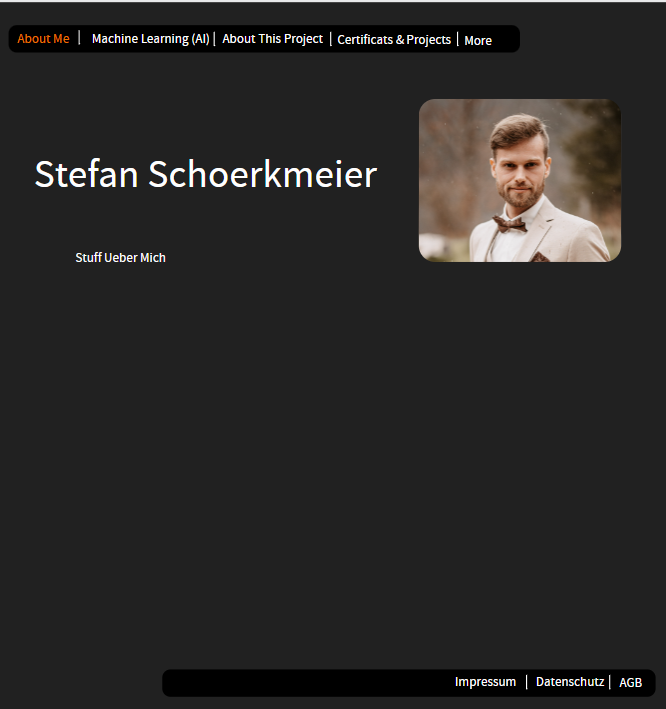 About Me | Machine Learning (AI) | About This Project | Certificats & Projects | More
Stefan Schoerkmeier
Stuff Ueber Mich
Impressum | Datenschutz | AGB